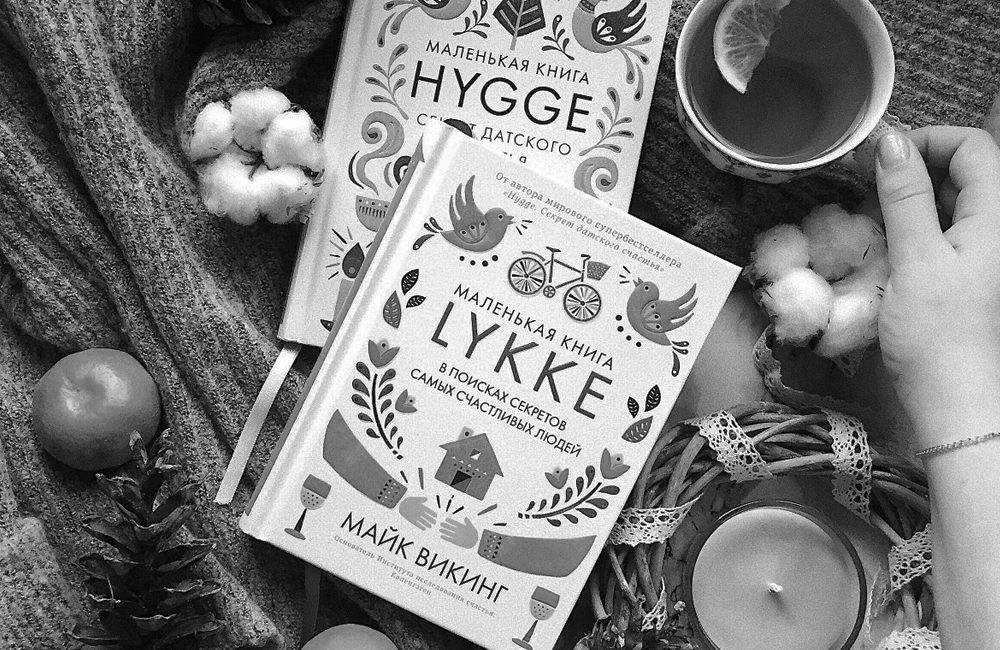 МАЛЕНЬКАЯ КНИГА
HYGGE
ДАТСКОГО
От автора мирового супербестселлера
«Hygge. Секрет датского счастья»
МАЛЕНЬКАЯ КНИГА
LYKKE
В ПОИСКАХ СЕКРЕТОВ
САМЫХ СЧАСТЛИВЫХ ЛЮДЕЙ
МАЙК ВИКИНГ
Основатель Института исследования счастья,
Копенгаген